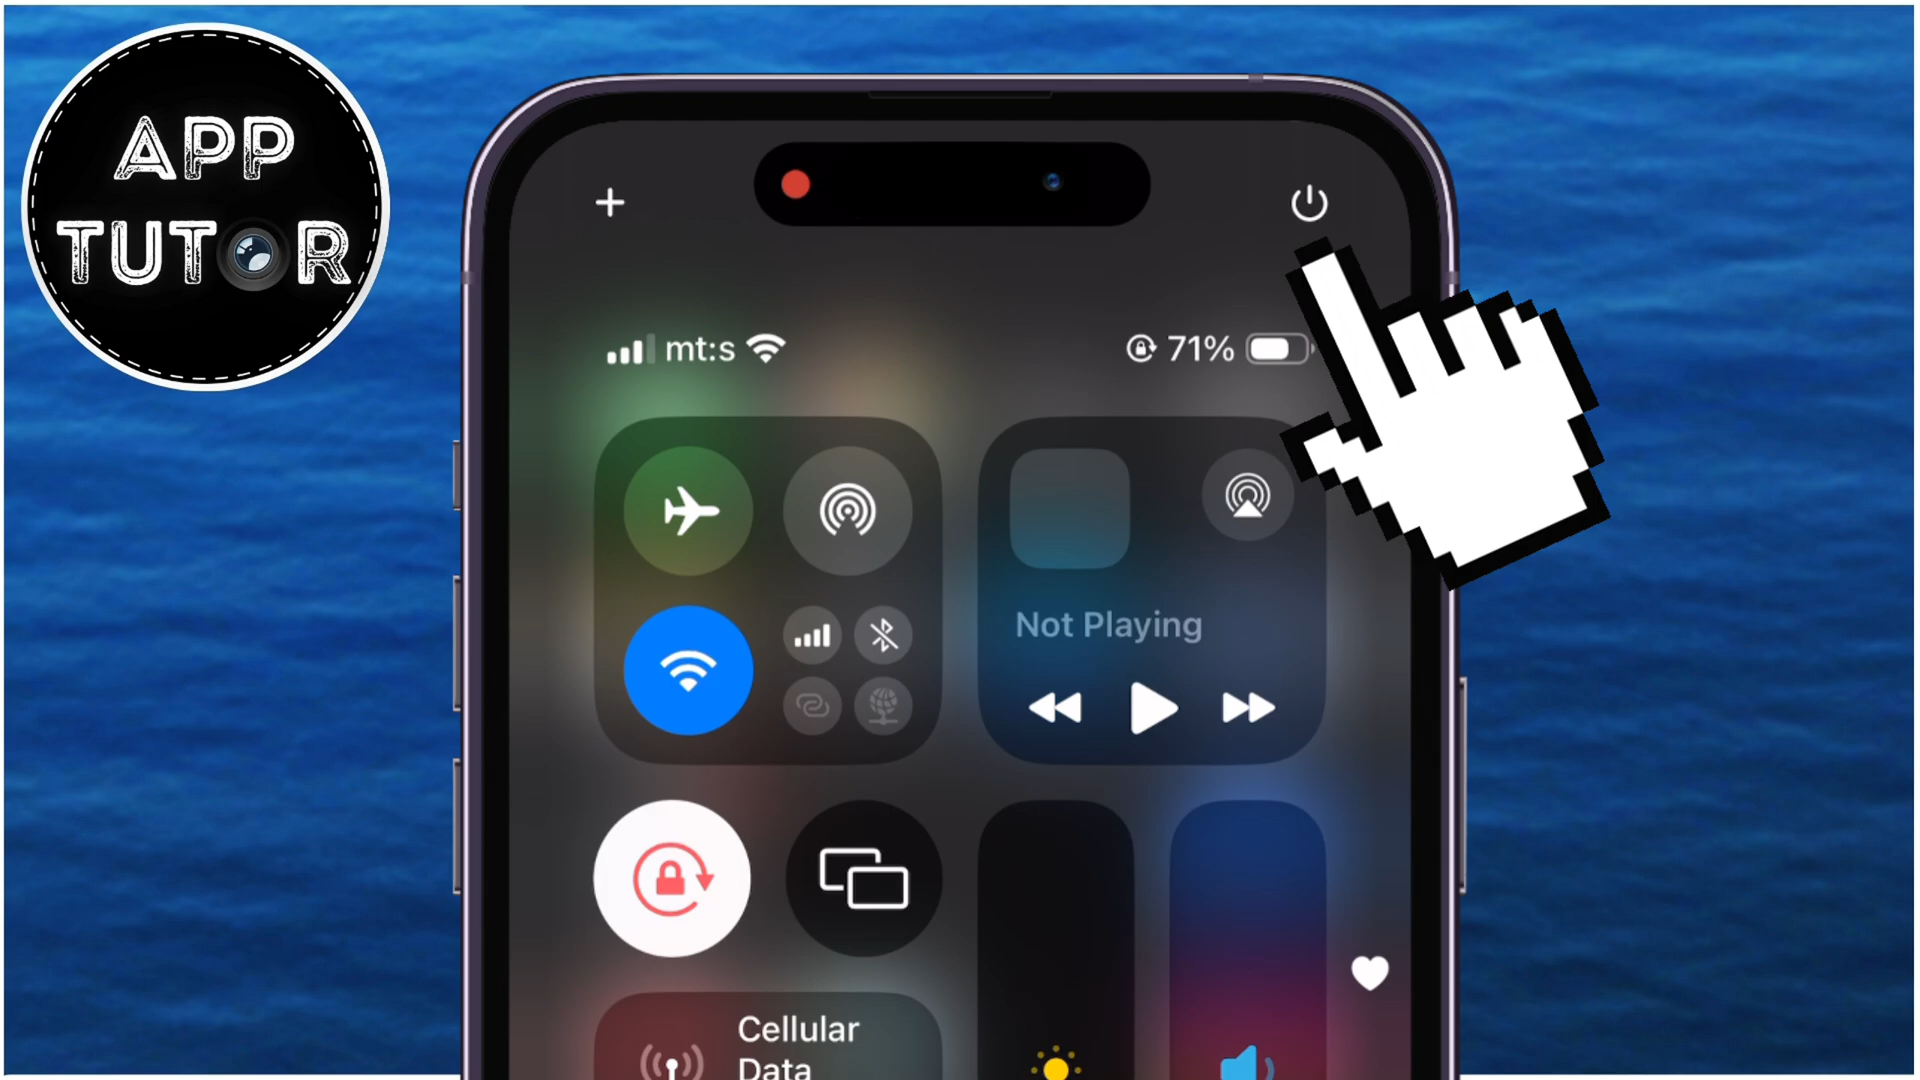 APP
TUTOR
mt:s
71%
Not Playing
Cellular
Data